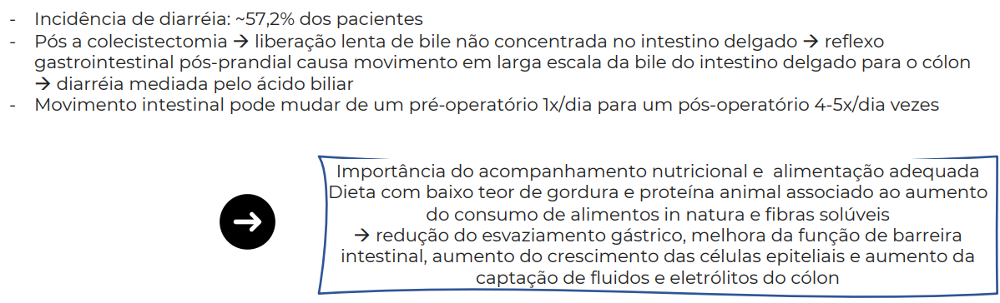 - Incidência de diarréia: ~57,2% dos pacientes
- Pós a colecistectomia → liberação lenta de bile não concentrada no intestino delgado → reflexo
gastrointestinal pós-prandial causa movimento em larga escala da bile do intestino delgado para o cólon
→ diarréia mediada pelo ácido biliar
- Movimento intestinal pode mudar de um pré-operatório 1x/dia para um pós-operatório 4-5x/dia vezes
Importância do acompanhamento nutricional e  alimentação adequada
Dieta com baixo teor de gordura e proteína animal associado ao aumento
do consumo de alimentos in natura e fibras solúveis
→ redução do esvaziamento gástrico, melhora da função de barreira
intestinal, aumento do crescimento das células epiteliais e aumento da
captação de fluidos e eletrólitos do cólon